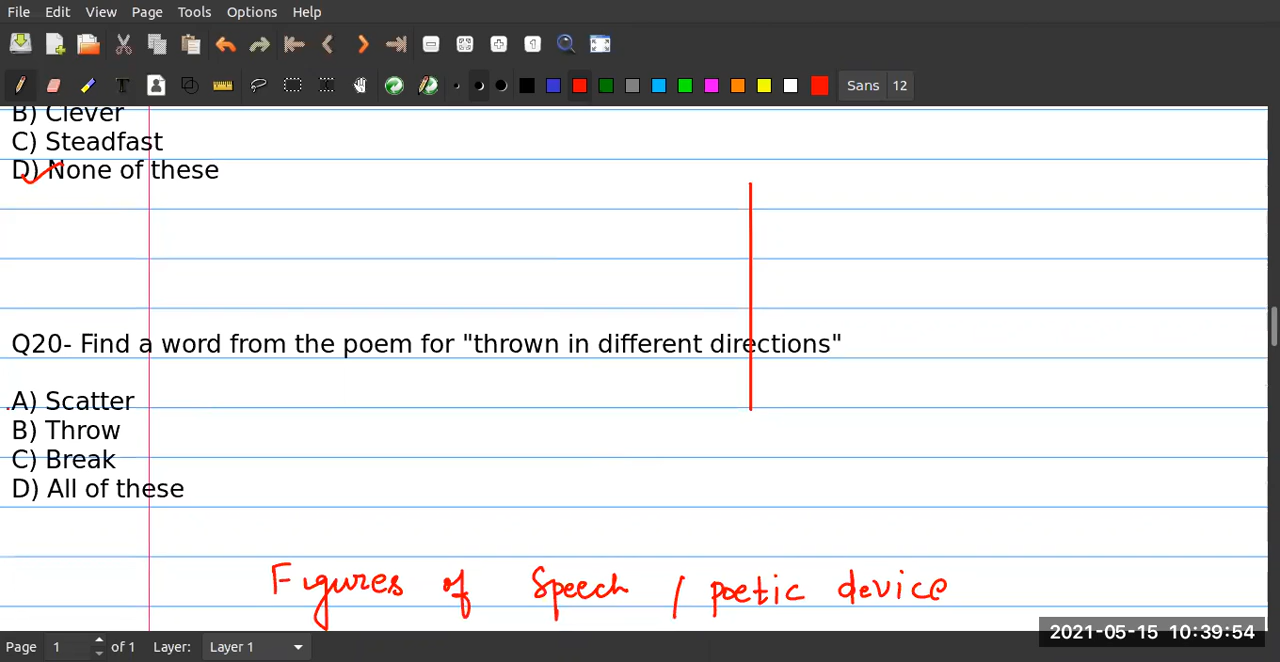 File Edit View Page Tools Options Help
Sans 12
B) Clever
C) Steadfast
D) None of these
Q20- Find a word from the poem for "thrown in different directions"
A) Scatter
B) Throw
C) Break
D) All of these
Figures of Speech / poetic device
2021-05-15 10:39:54
Page 1 of 1 Layer: Layer 1